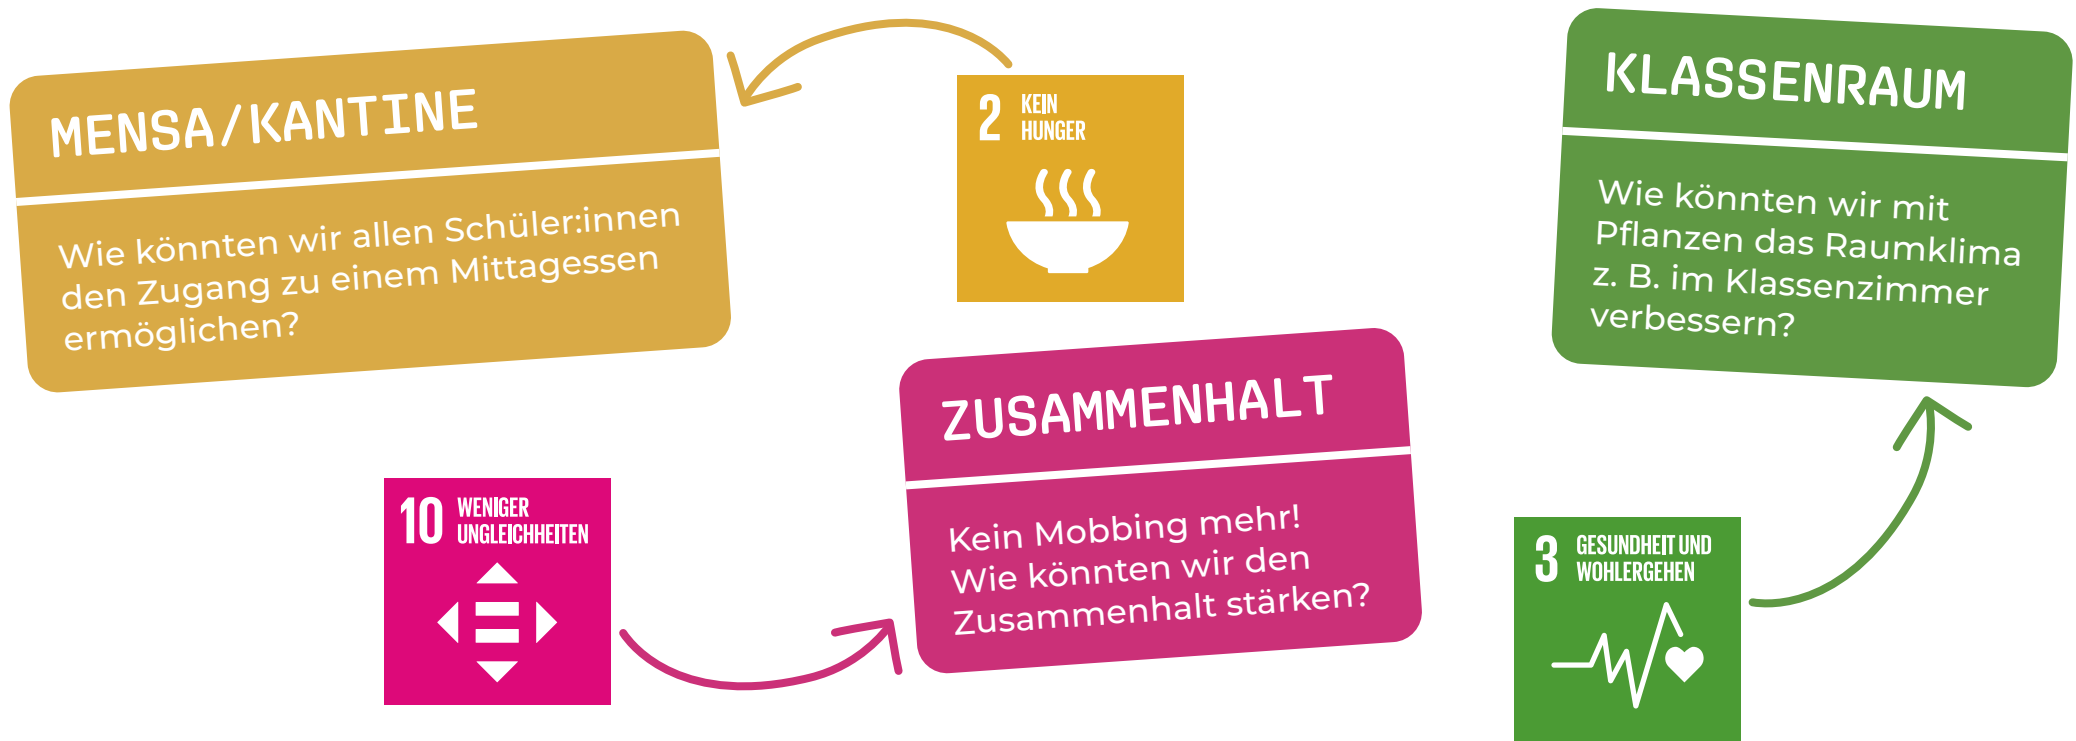 MENSA/KANTINE
Wie könnten wir allen Schüler:innen
den Zugang zu einem Mittagessen
ermöglichen?
2 KEIN
HUNGER
KLASSENRAUM
Wie könnten wir mit
Pflanzen das Raumklima
z. B. im Klassenzimmer
verbessern?
10 WENIGER
UNGLEICHHEITEN
ZUSAMMENHALT
Kein Mobbing mehr!
Wie könnten wir den
Zusammenhalt stärken?
3 GESUNDHEIT UND
WOHLERGEHEN